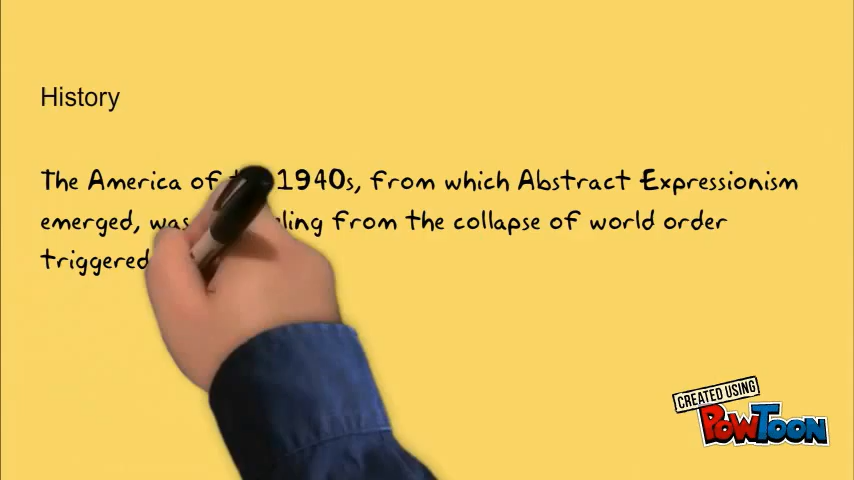 History
The America of 1940s, from which Abstract Expressionism
emerged, was from the collapse of world order
triggered
CREATED USING
POWTOON